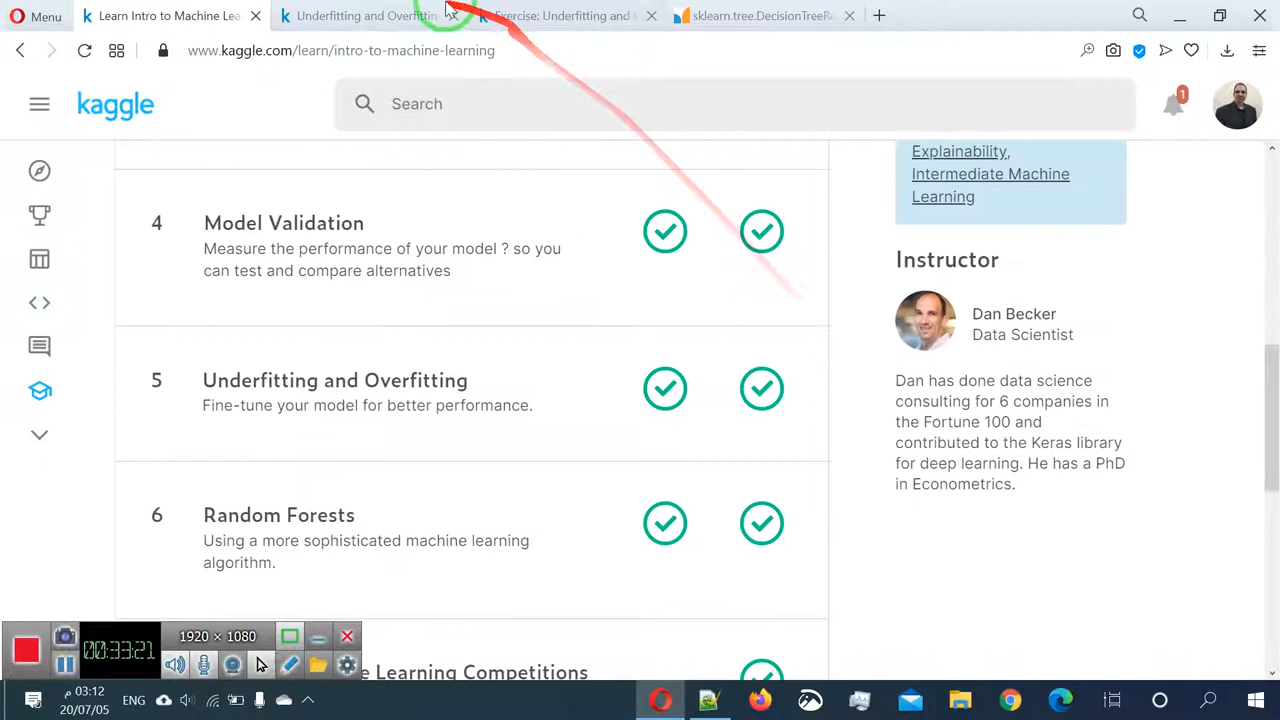 Menu
Learn Intro to Machine Lea
Underfitting and Overfittin
Exercise: Underfitting and
sklearn.tree.DecisionTreeRe
www.kaggle.com/learn/intro-to-machine-learning
kaggle
Search
1
Explainability,
Intermediate Machine
Learning
4
Model Validation
Measure the performance of your model ? so you
can test and compare alternatives
Instructor
Dan Becker
Data Scientist
Dan has done data science
consulting for 6 companies in
the Fortune 100 and
contributed to the Keras library
for deep learning. He has a PhD
in Econometrics.
5
Underfitting and Overfitting
Fine-tune your model for better performance.
6
Random Forests
Using a more sophisticated machine learning
algorithm.
e Learning Competitions
00:33:21
1920 × 1080
ENG
03:12 م
20/07/05